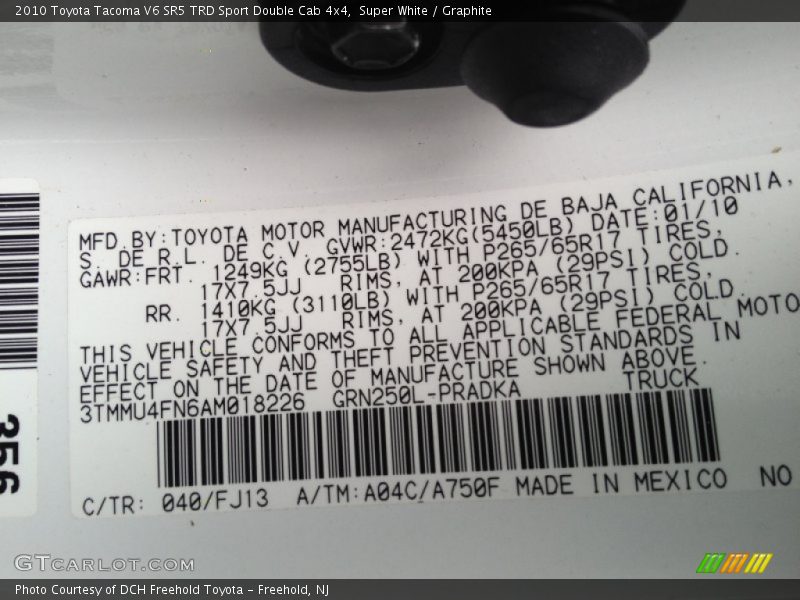 2010 Toyota Tacoma V6 SR5 TRD Sport Double Cab 4x4, Super White / Graphite
MFD.BY:TOYOTA MOTOR MANUFACTURING DE BAJA CALIFORNIA,
S. DE R.L. DE C.V. GVWR:2472KG(5450LB) DATE:01/10
GAWR:FRT. 1249KG (2755LB) WITH P265/65R17 TIRES,
17X7.5JJ RIMS, AT 200KPA (29PSI) COLD.
RR. 1410KG (3110LB) WITH P265/65R17 TIRES,
17X7.5JJ RIMS, AT 200KPA (29PSI) COLD.
THIS VEHICLE CONFORMS TO ALL APPLICABLE FEDERAL MOTO
VEHICLE SAFETY AND THEFT PREVENTION STANDARDS IN
EFFECT ON THE DATE OF MANUFACTURE SHOWN ABOVE.
3TMMU4FN6AM018226 GRN250L-PRADKA TRUCK
C/TR: 040/FJ13 A/TM:A04C/A750F MADE IN MEXICO NO
356
GTCARLOT.COM
Photo Courtesy of DCH Freehold Toyota - Freehold, NJ